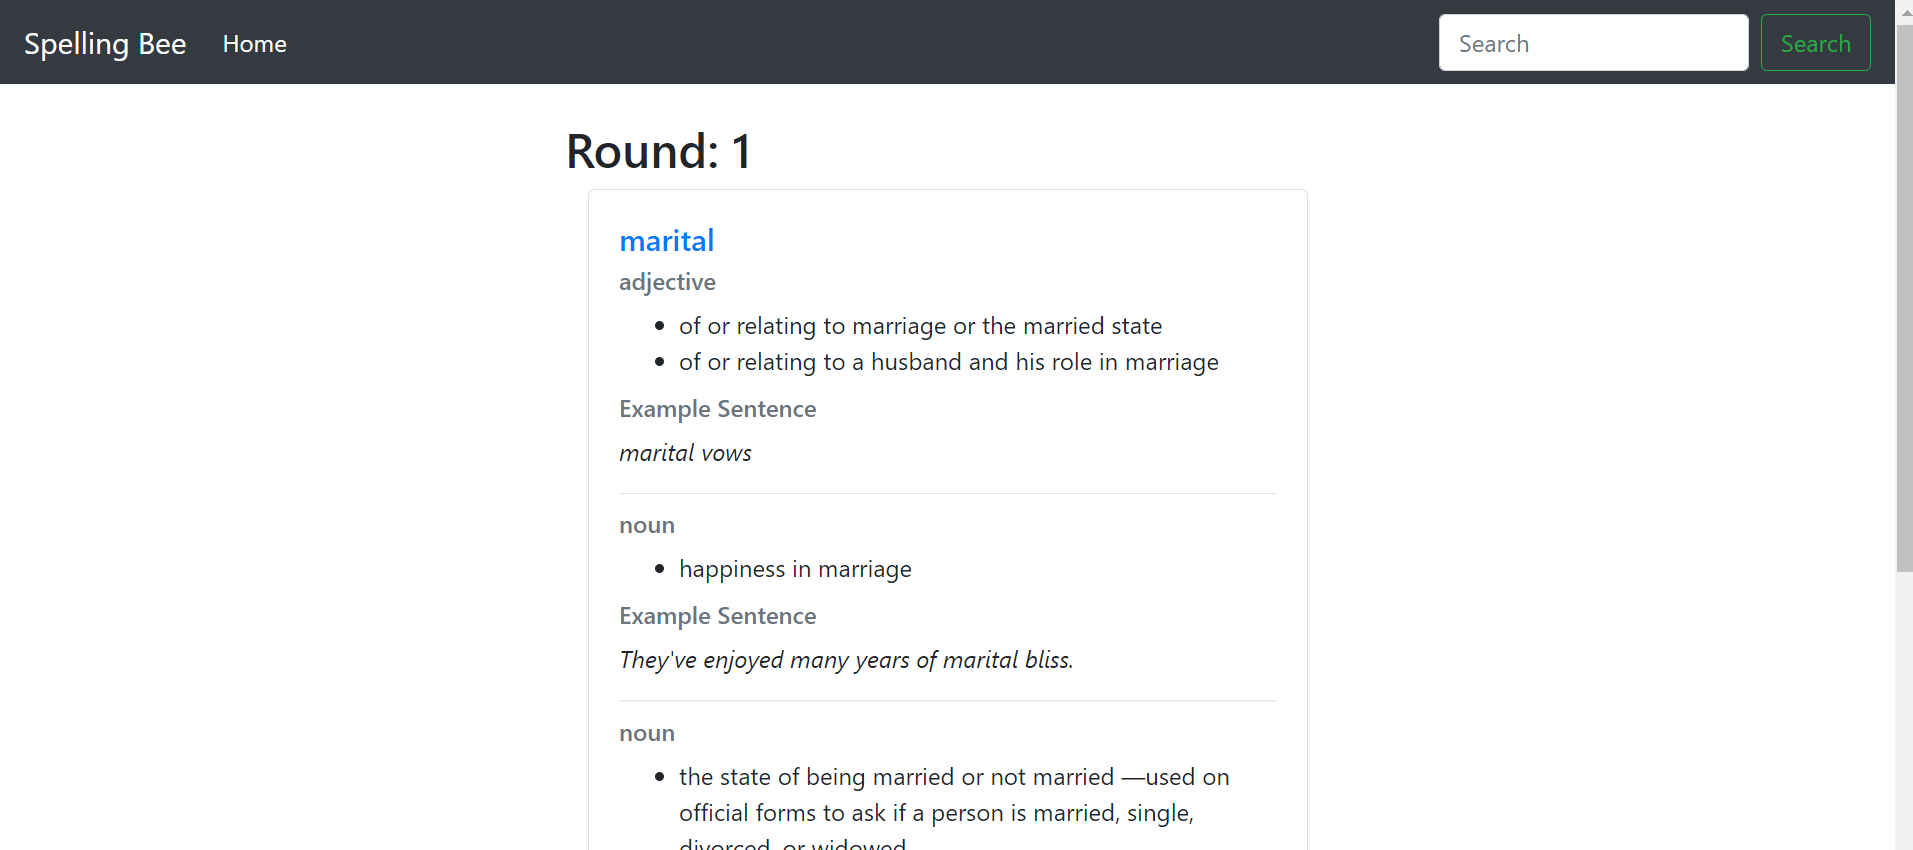 Spelling Bee Home Search Search
Round: 1
marital
adjective
of or relating to marriage or the married state
of or relating to a husband and his role in marriage
Example Sentence
marital vows
noun
happiness in marriage
Example Sentence
They've enjoyed many years of marital bliss.
noun
the state of being married or not married —used on
official forms to ask if a person is married, single,
divorced, or widowed